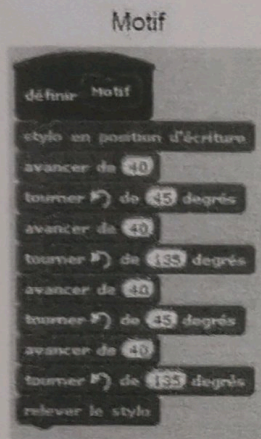 Motif
définir Motif
stylo en position d'écriture
avancer de 40
tourner de 45 degrés
avancer de 40
tourner de 135 degrés
avancer de 40
tourner de 45 degrés
avancer de 40
tourner de 135 degrés
relever le stylo